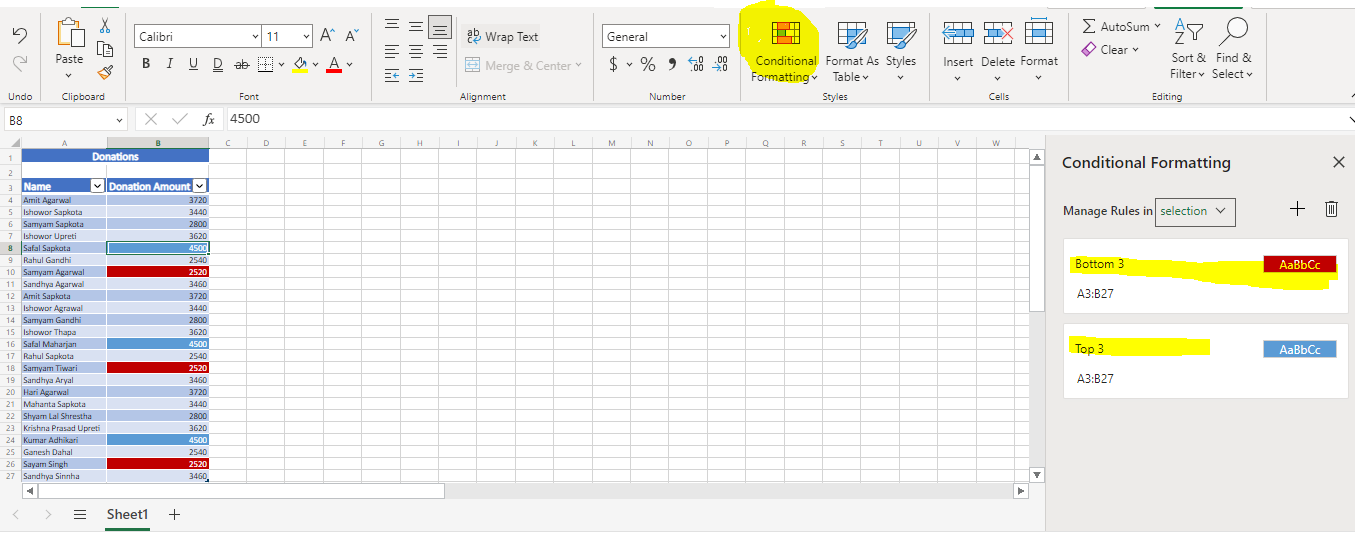 Calibri 11 A A Wrap Text General AutoSum
Paste B I U D ab A Merge & Center $ % Conditional Formatting Format As Table Styles Insert Delete Format Clear Sort & Filter Find & Select
Undo Clipboard Font Alignment Number Styles Cells Editing
B8 fx 4500
A B C D E F G H I J K L M N O P Q R S T U V W
1 Donations
2
3 Name Donation Amount
4 Amit Agarwal 3720
5 Ishowor Sapkota 3440
6 Samyam Sapkota 2800
7 Ishowor Upreti 3620
8 Safal Sapkota 4500
9 Rahul Gandhi 2540
10 Samyam Agarwal 2520
11 Sandhya Agarwal 3460
12 Amit Sapkota 3720
13 Ishowor Agrawal 3440
14 Samyam Gandhi 2800
15 Ishowor Thapa 3620
16 Safal Maharjan 4500
17 Rahul Sapkota 2540
18 Samyam Tiwari 2520
19 Sandhya Aryal 3460
20 Hari Agarwal 3720
21 Mahanta Sapkota 3440
22 Shyam Lal Shrestha 2800
23 Krishna Prasad Upreti 3620
24 Kumar Adhikari 4500
25 Ganesh Dahal 2540
26 Sayam Singh 2520
27 Sandhya Sinnha 3460
Sheet1
Conditional Formatting
Manage Rules in selection
Bottom 3 AaBbCc
A3:B27
Top 3 AaBbCc
A3:B27